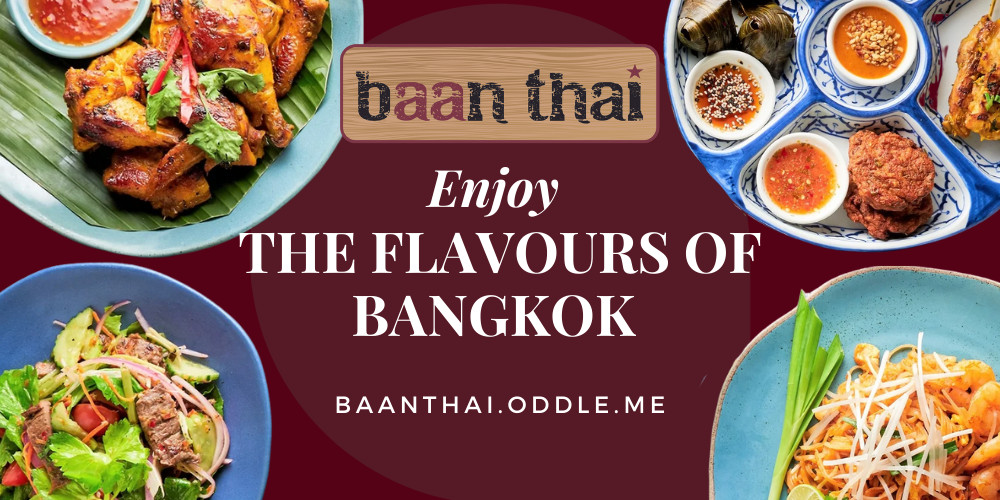 baan thai
Enjoy
THE FLAVOURS OF
BANGKOK
BAANTHAI.ODDLE.ME